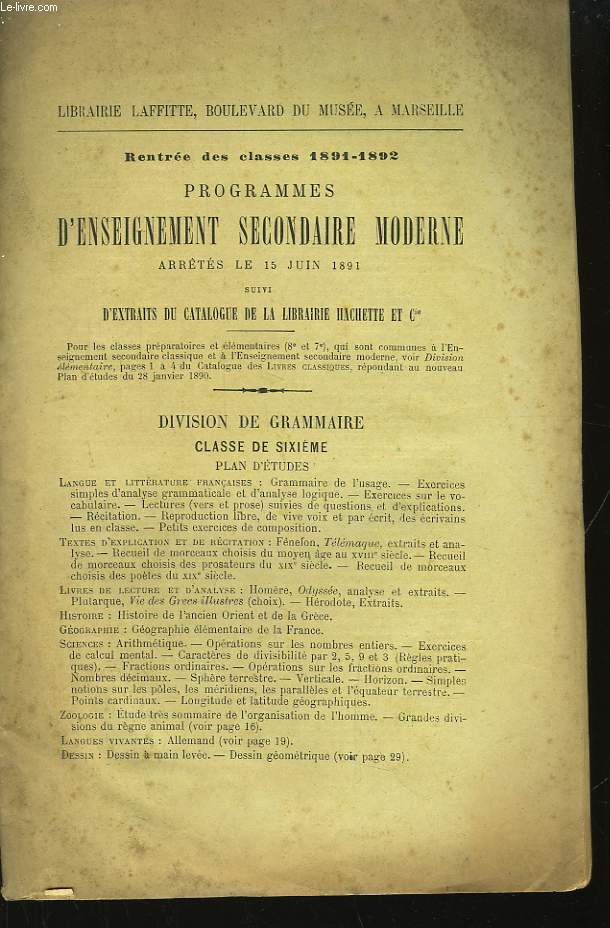 Le-livre.com
LIBRAIRIE LAFFITTE, BOULEVARD DU MUSÉE, A MARSEILLE
Rentrée des classes 1891-1892
PROGRAMMES
D'ENSEIGNEMENT SECONDAIRE MODERNE
ARRÊTÉS LE 15 JUIN 1891
SUIVI
D'EXTRAITS DU CATALOGUE DE LA LIBRAIRIE HACHETTE ET Cie
Pour les classes préparatoires et élémentaires (8e et 7e), qui sont communes à l'En-
seignement secondaire classique et à l'Enseignement secondaire moderne, voir Division
élémentaire, pages 1 à 4 du Catalogue des LIVRES CLASSIQUES, répondant au nouveau
Plan d'études du 28 janvier 1890.
DIVISION DE GRAMMAIRE
CLASSE DE SIXIÈME
PLAN D'ÉTUDES
LANGUE ET LITTÉRATURE FRANÇAISES : Grammaire de l'usage. — Exercices
simples d'analyse grammaticale et d'analyse logique. — Exercices sur le vo-
cabulaire. — Lectures (vers et prose) suivies de questions et d'explications.
— Récitation. — Reproduction libre, de vive voix et par écrit, des écrivains
lus en classe. — Petits exercices de composition.
TEXTES D'EXPLICATION ET DE RÉCITATION : Fénelon, Télémaque, extraits et ana-
lyse. — Recueil de morceaux choisis du moyen âge au XVIIIe siècle. — Recueil
de morceaux choisis des prosateurs du XIXe siècle. — Recueil de morceaux
choisis des poètes du XIXe siècle.
LIVRES DE LECTURE ET D'ANALYSE : Homère, Odyssée, analyse et extraits. —
Plutarque, Vie des Grecs illustres (choix). — Hérodote, Extraits.
HISTOIRE : Histoire de l'ancien Orient et de la Grèce.
GÉOGRAPHIE : Géographie élémentaire de la France.
SCIENCES : Arithmétique. — Opérations sur les nombres entiers. — Exercices
de calcul mental. — Caractères de divisibilité par 2, 5, 9 et 3 (Règles prati-
ques). — Fractions ordinaires. — Opérations sur les fractions ordinaires. —
Nombres décimaux. — Sphère terrestre. — Verticale. — Horizon. — Simples
notions sur les pôles, les méridiens, les parallèles et l'équateur terrestre. —
Points cardinaux. — Longitude et latitude géographiques.
ZOOLOGIE : Étude très sommaire de l'organisation de l'homme. — Grandes divi-
sions du règne animal (voir page 16).
LANGUES VIVANTES : Allemand (voir page 19).
DESSIN : Dessin à main levée. — Dessin géométrique (voir page 29).